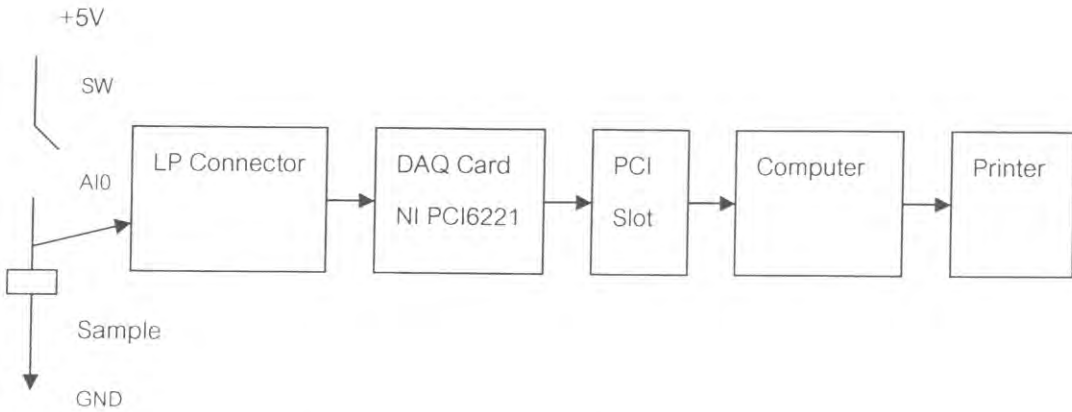 +5V
SW
AI0
LP Connector
DAQ Card
NI PCI6221
PCI
Slot
Computer
Printer
Sample
GND